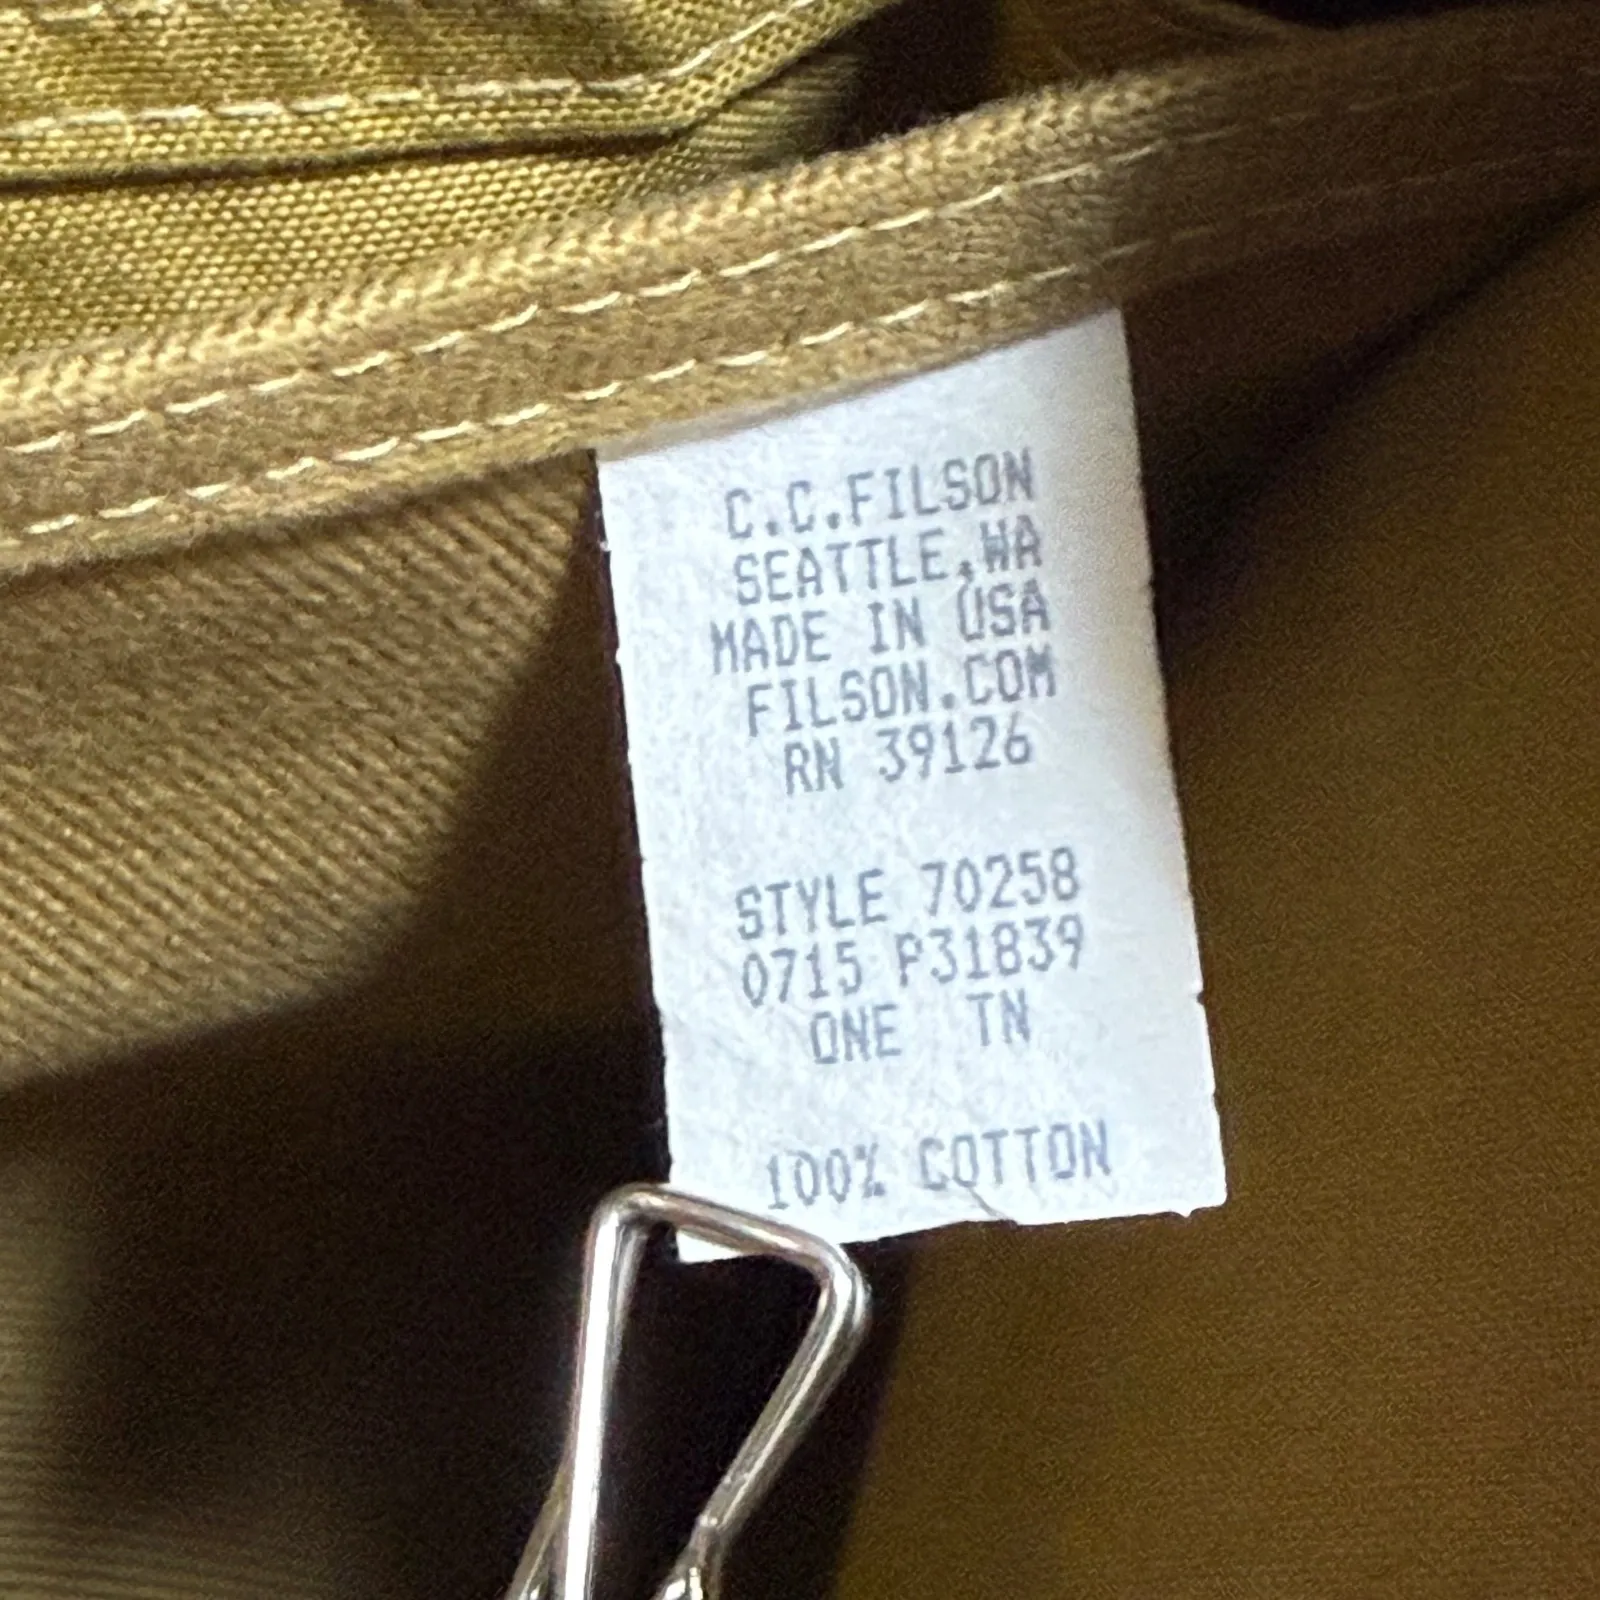 C.C.FILSON
SEATTLE,WA
MADE IN USA
FILSON.COM
RN 39126
STYLE 70258
0715 P31839
ONE TN
100% COTTON